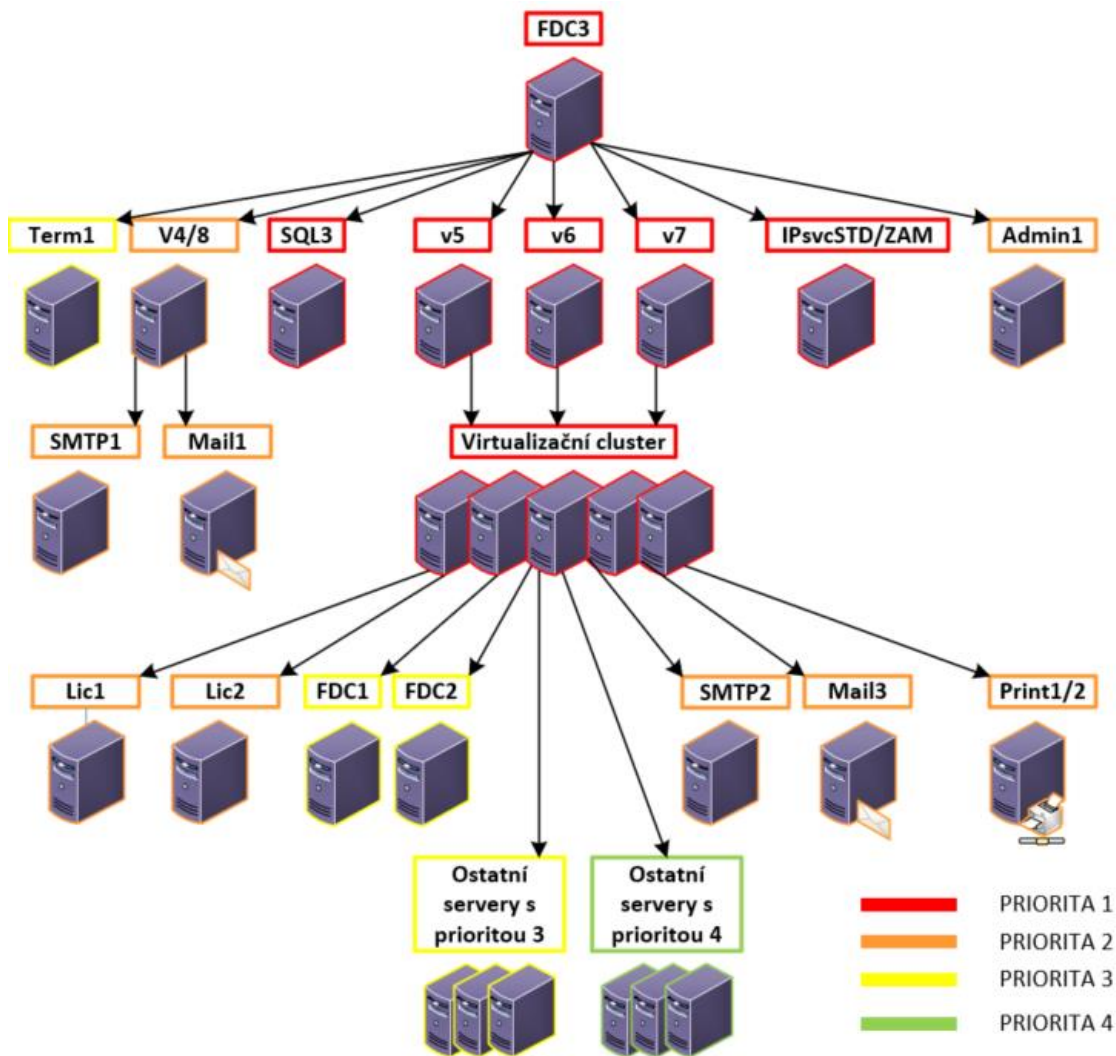 FDC3
Term1
V4/8
SQL3
v5
v6
v7
IPsvcSTD/ZAM
Admin1
SMTP1
Mail1
Virtualizační cluster
Lic1
Lic2
FDC1
FDC2
SMTP2
Mail3
Print1/2
Ostatní
servery s
prioritou 3
Ostatní
servery s
prioritou 4
PRIORITA 1
PRIORITA 2
PRIORITA 3
PRIORITA 4